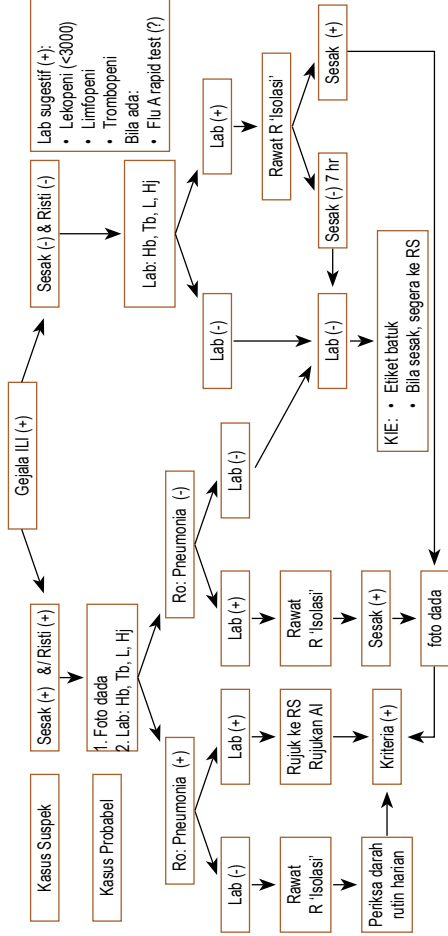 Gejala ILI (+)
Kasus Suspek
Sesak (+) &/ Risti (+)
Sesak (-) & Risti (-)
Lab sugestif (+):
• Lekopeni (<3000)
• Limfopeni
• Trombopeni
Bila ada:
• Flu A rapid test (?)
Kasus Probabel
1. Foto dada
2. Lab: Hb, Tb, L, Hj
Lab: Hb, Tb, L, Hj
Ro: Pneumonia (+)
Ro: Pneumonia (-)
Lab (-)
Lab (+)
Lab (-)
Lab (+)
Lab (+)
Lab (-)
Rawat R 'Isolasi'
Rawat
R 'Isolasi'
Rujuk ke RS
Rujukan AI
Rawat
R 'Isolasi'
Lab (-)
Sesak (-) 7 hr
Sesak (+)
Periksa darah
rutin harian
Kriteria (+)
Sesak (+)
foto dada
KIE: • Etiket batuk
• Bila sesak, segera ke RS